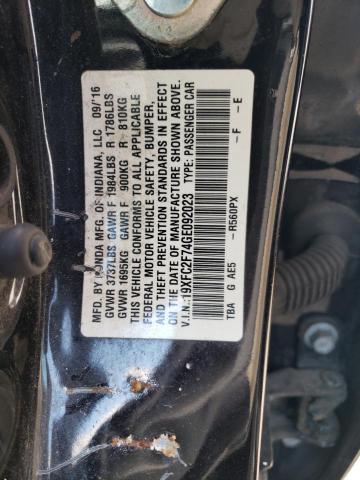 MFD. BY HONDA MFG. OF INDIANA, LLC 09/16
GVWR 3737LBS GAWR F 1984LBS R 1786LBS
GVWR 1695KG GAWR F 900KG R 810KG
THIS VEHICLE CONFORMS TO ALL APPLICABLE
FEDERAL MOTOR VEHICLE SAFETY, BUMPER,
AND THEFT PREVENTION STANDARDS IN EFFECT
ON THE DATE OF MANUFACTURE SHOWN ABOVE.
V.I.N: 19XFC2F74GE092023 TYPE: PASSENGER CAR
-R560PX -F -E
TBA G AE5